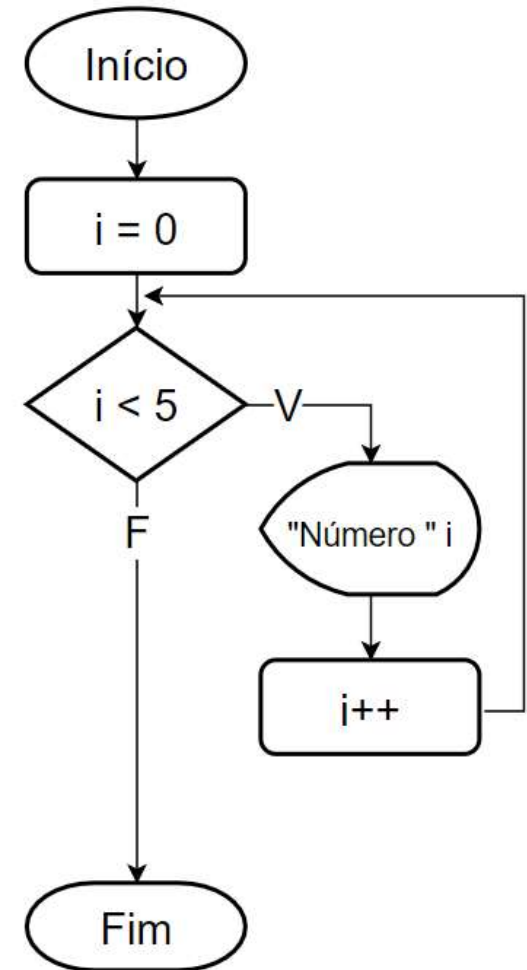 Início
i = 0
i < 5
V
F
"Número " i
i++
Fim